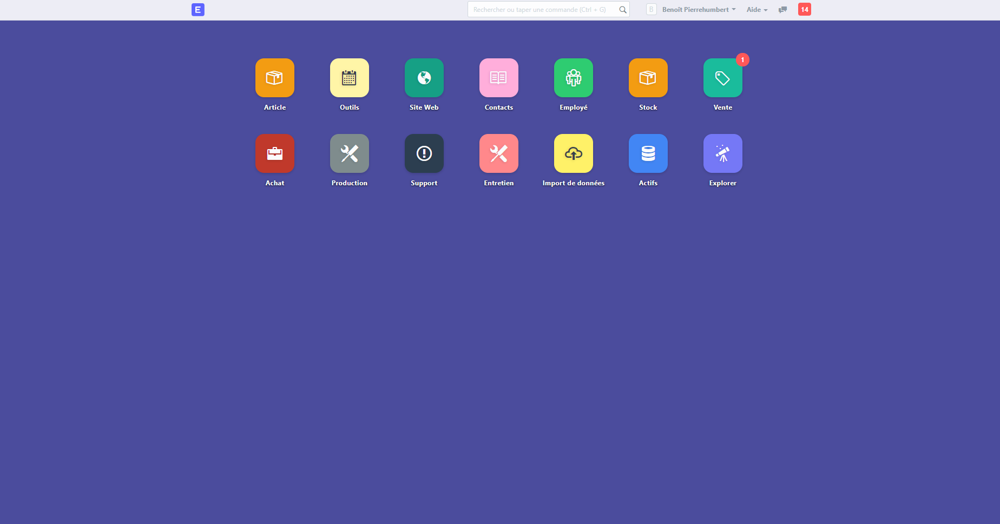 E
Rechercher ou taper une commande (Ctrl + G)
B
Benoît Pierrehumbert
Aide
14
1
Article
Outils
Site Web
Contacts
Employé
Stock
Vente
Achat
Production
Support
Entretien
Import de données
Actifs
Explorer